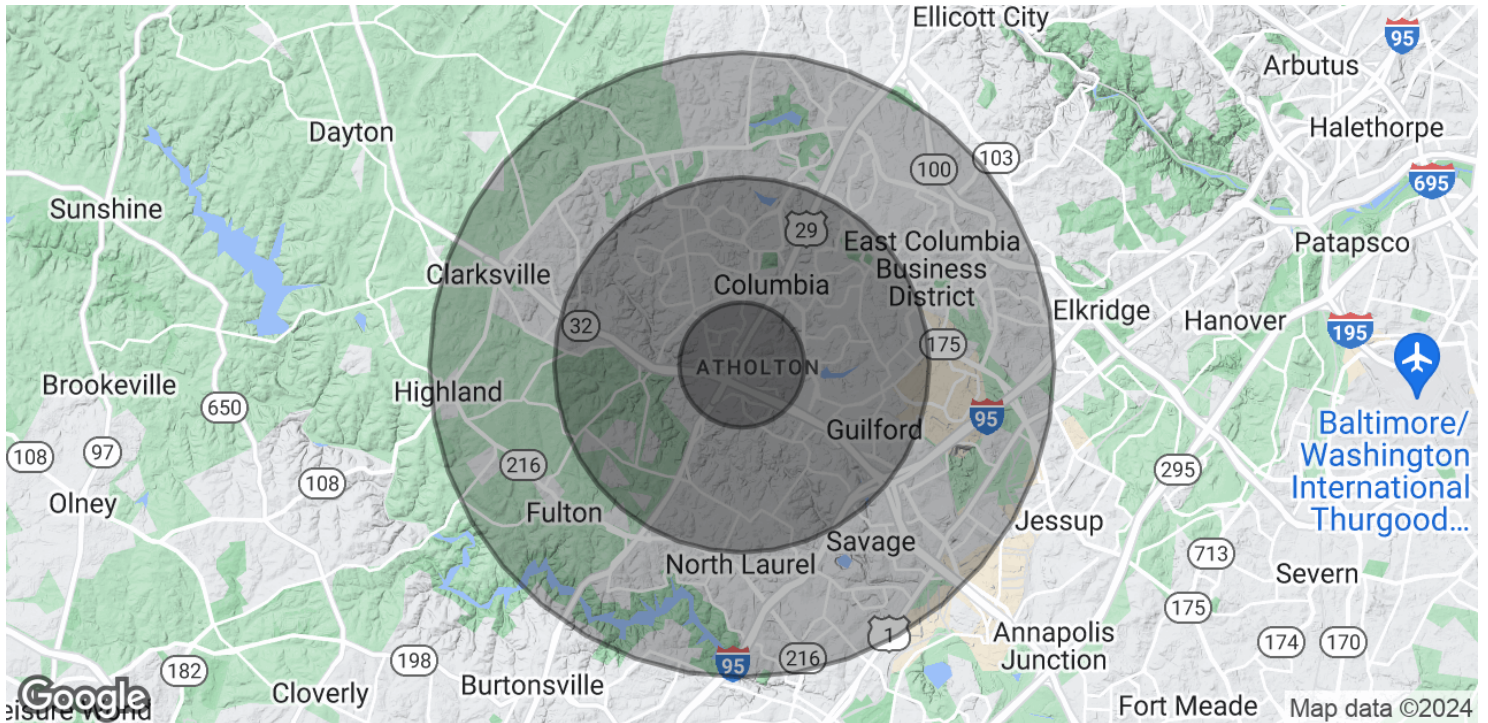 Ellicott City
95
Arbutus
Dayton
Halethorpe
103
100
695
Sunshine
29
East Columbia
Business
District
Patapsco
Clarksville
Columbia
Elkridge
Hanover
32
195
175
ATHOLTON
Brookeville
Highland
650
95
Guilford
Baltimore/
Washington
International
Thurgood...
97
108
216
295
108
Olney
Fulton
Jessup
Savage
713
North Laurel
Severn
175
1
Annapolis
Junction
174
170
198
216
95
182
Cloverly
Burtonsville
Google
eisure World
Fort Meade
Map data ©2024